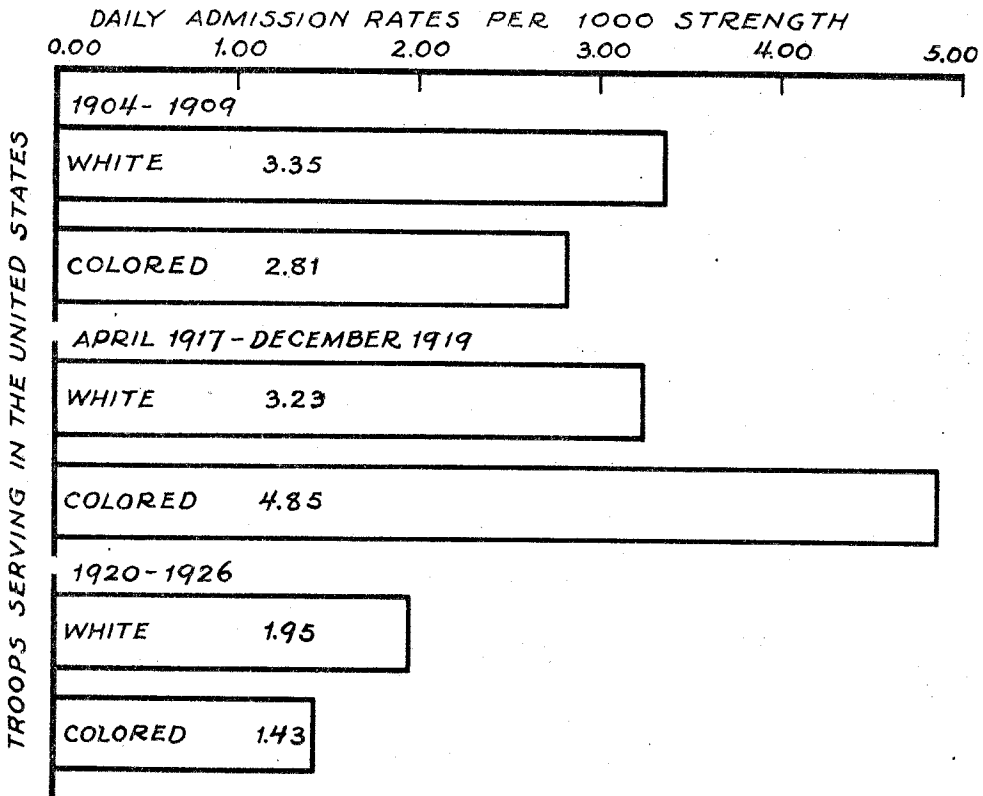 DAILY ADMISSION RATES PER 1000 STRENGTH
0.00 1.00 2.00 3.00 4.00 5.00
TROOPS SERVING IN THE UNITED STATES
1904-1909
WHITE 3.35
COLORED 2.81
APRIL 1917-DECEMBER 1919
WHITE 3.23
COLORED 4.85
1920-1926
WHITE 1.95
COLORED 1.43